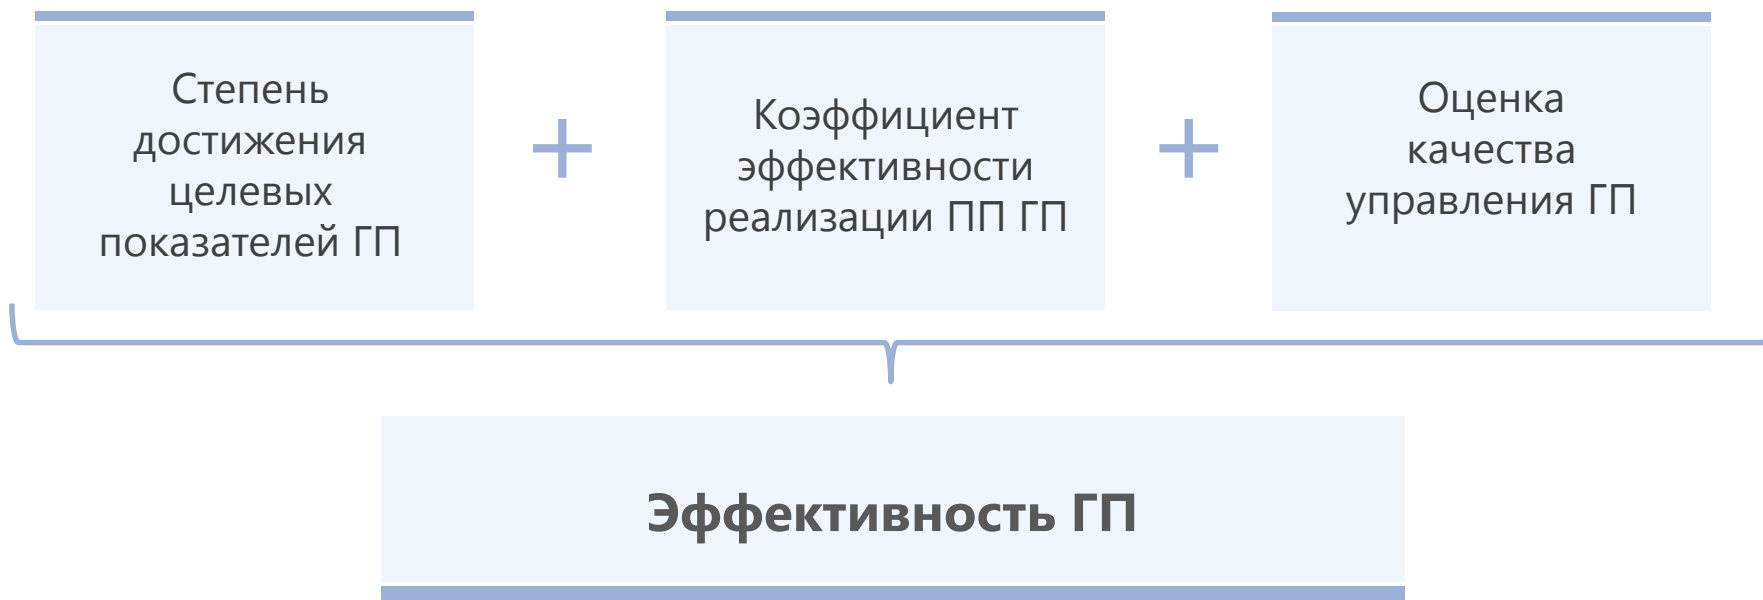 Степень
достижения
целевых
показателей ГП
+
Коэффициент
эффективности
реализации ПП ГП
+
Оценка
качества
управления ГП
Эффективность ГП